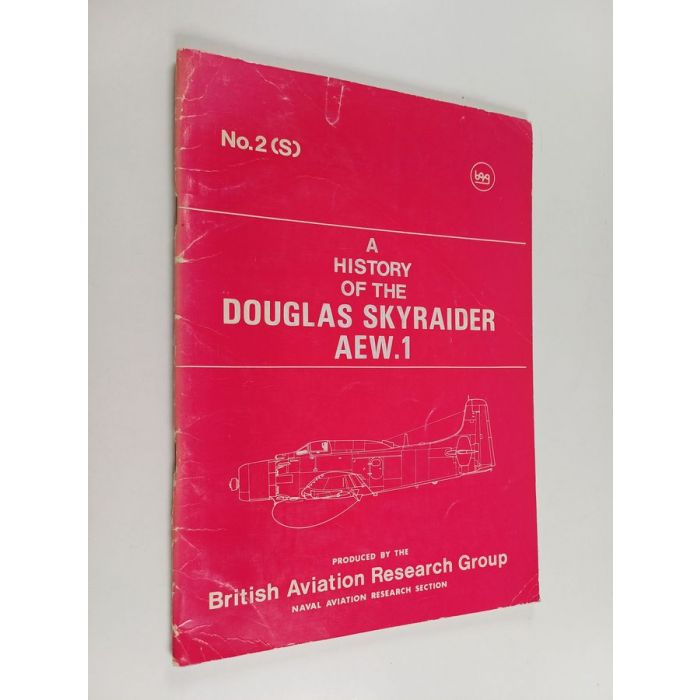 No.2 (S)
barg
A
HISTORY
OF THE
DOUGLAS SKYRAIDER
AEW.1
PRODUCED BY THE
British Aviation Research Group
NAVAL AVIATION RESEARCH SECTION